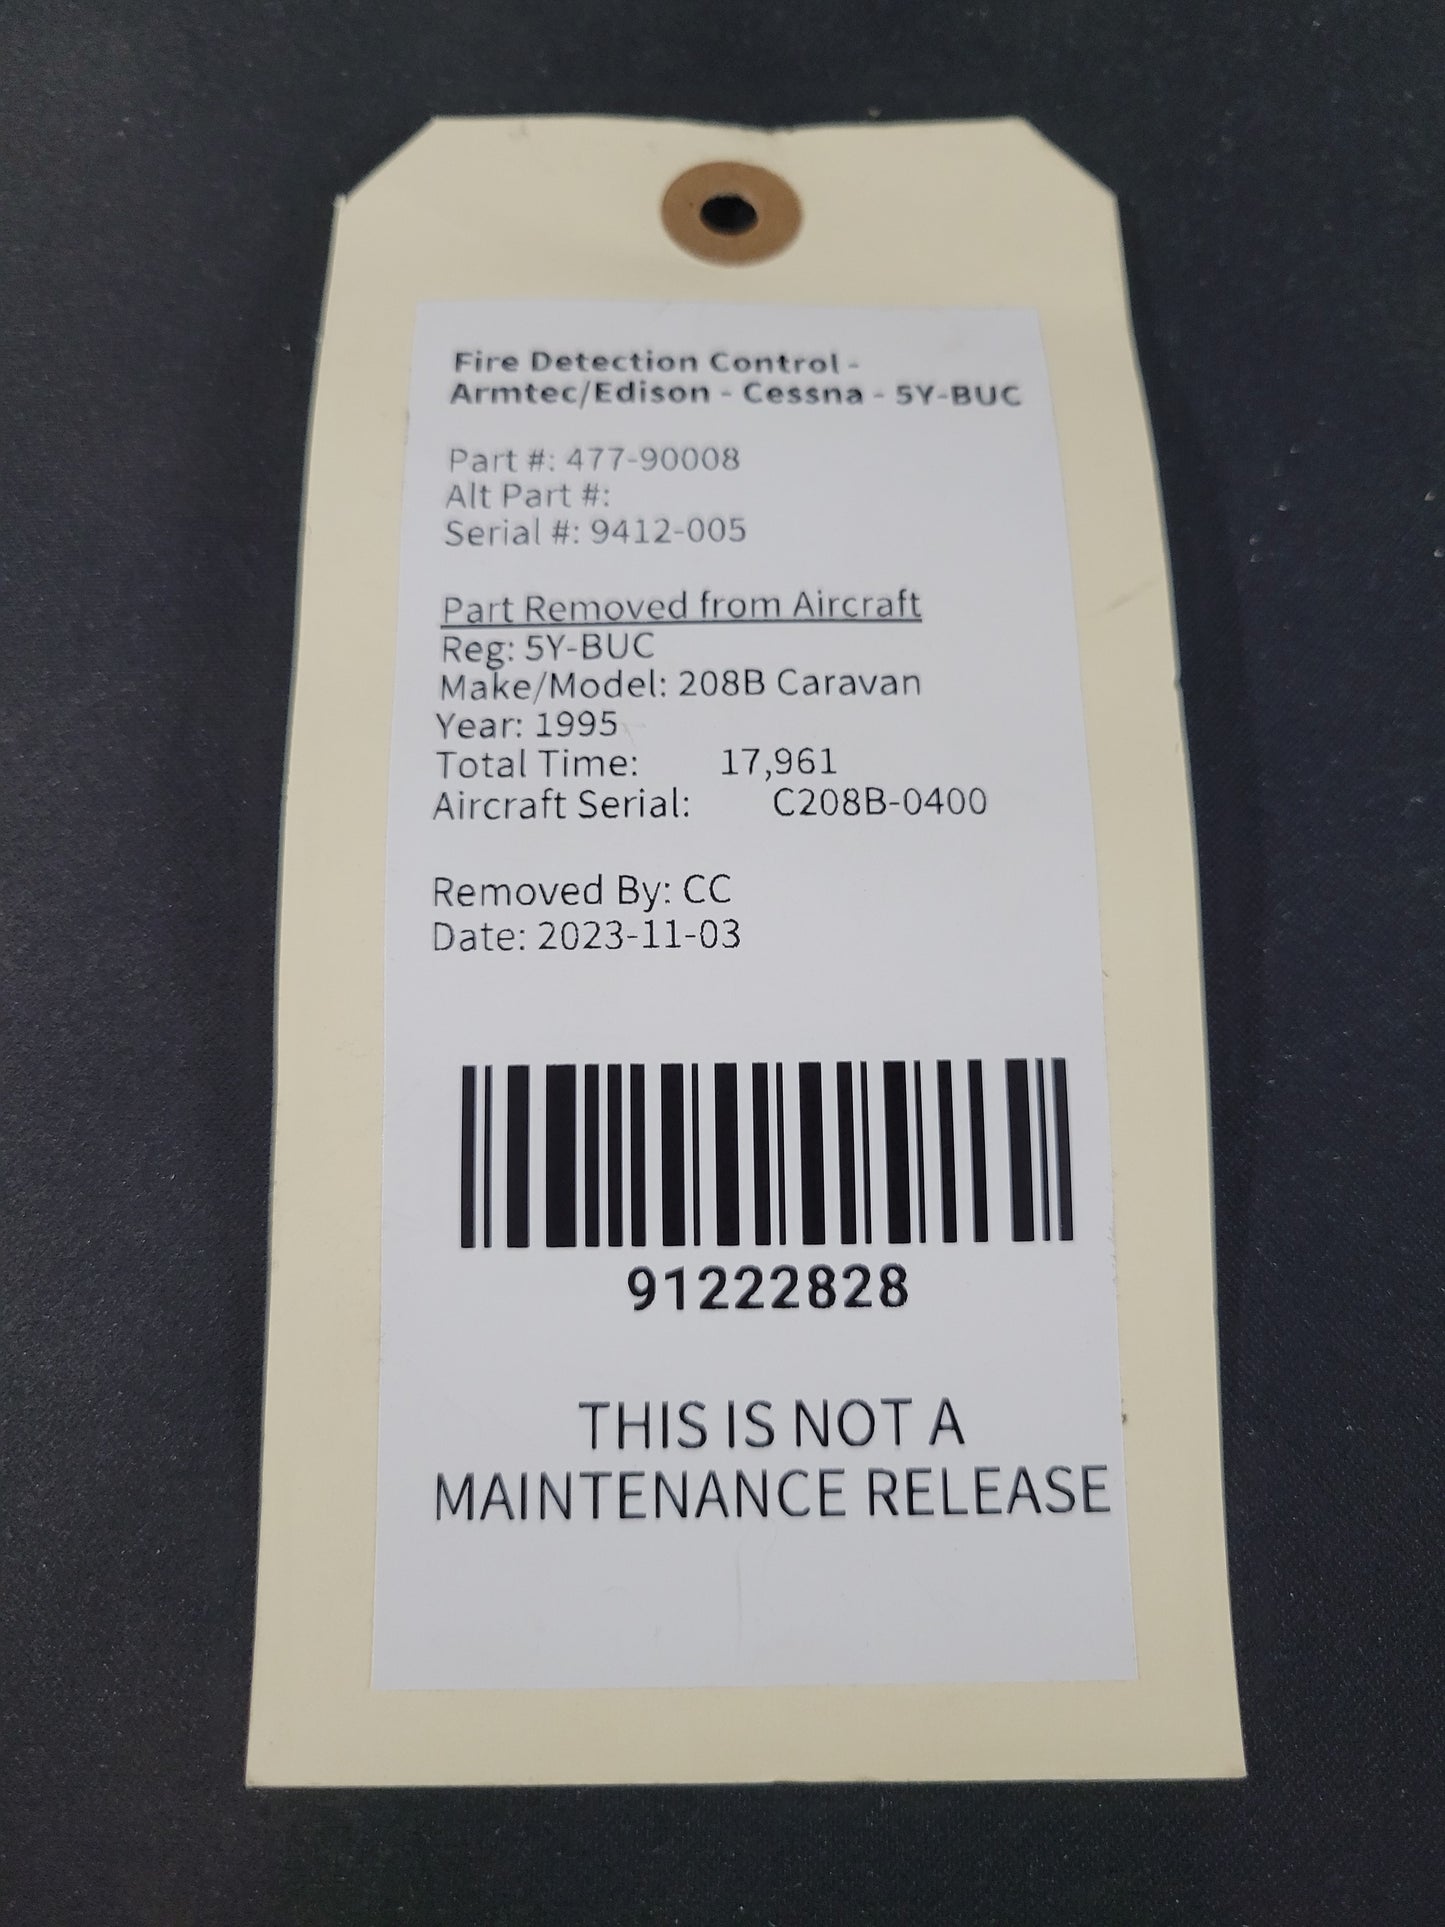 Fire Detection Control -
Armtec/Edison - Cessna - 5Y-BUC
Part #: 477-90008
Alt Part #:
Serial #: 9412-005
Part Removed from Aircraft
Reg: 5Y-BUC
Make/Model: 208B Caravan
Year: 1995
Total Time: 17,961
Aircraft Serial: C208B-0400
Removed By: CC
Date: 2023-11-03
91222828
THIS IS NOT A
MAINTENANCE RELEASE